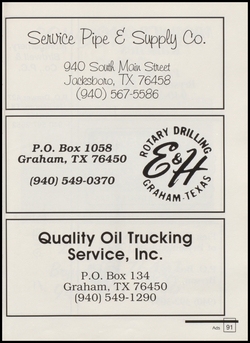 Service Pipe & Supply Co.
940 South Main Street
Jacksboro, TX 76458
(940) 567-5586
P.O. Box 1058
Graham, TX 76450
(940) 549-0370
ROTARY DRILLING
E&H
GRAHAM-TEXAS
Quality Oil Trucking
Service, Inc.
P.O. Box 134
Graham, TX 76450
(940) 549-1290
Ads 91